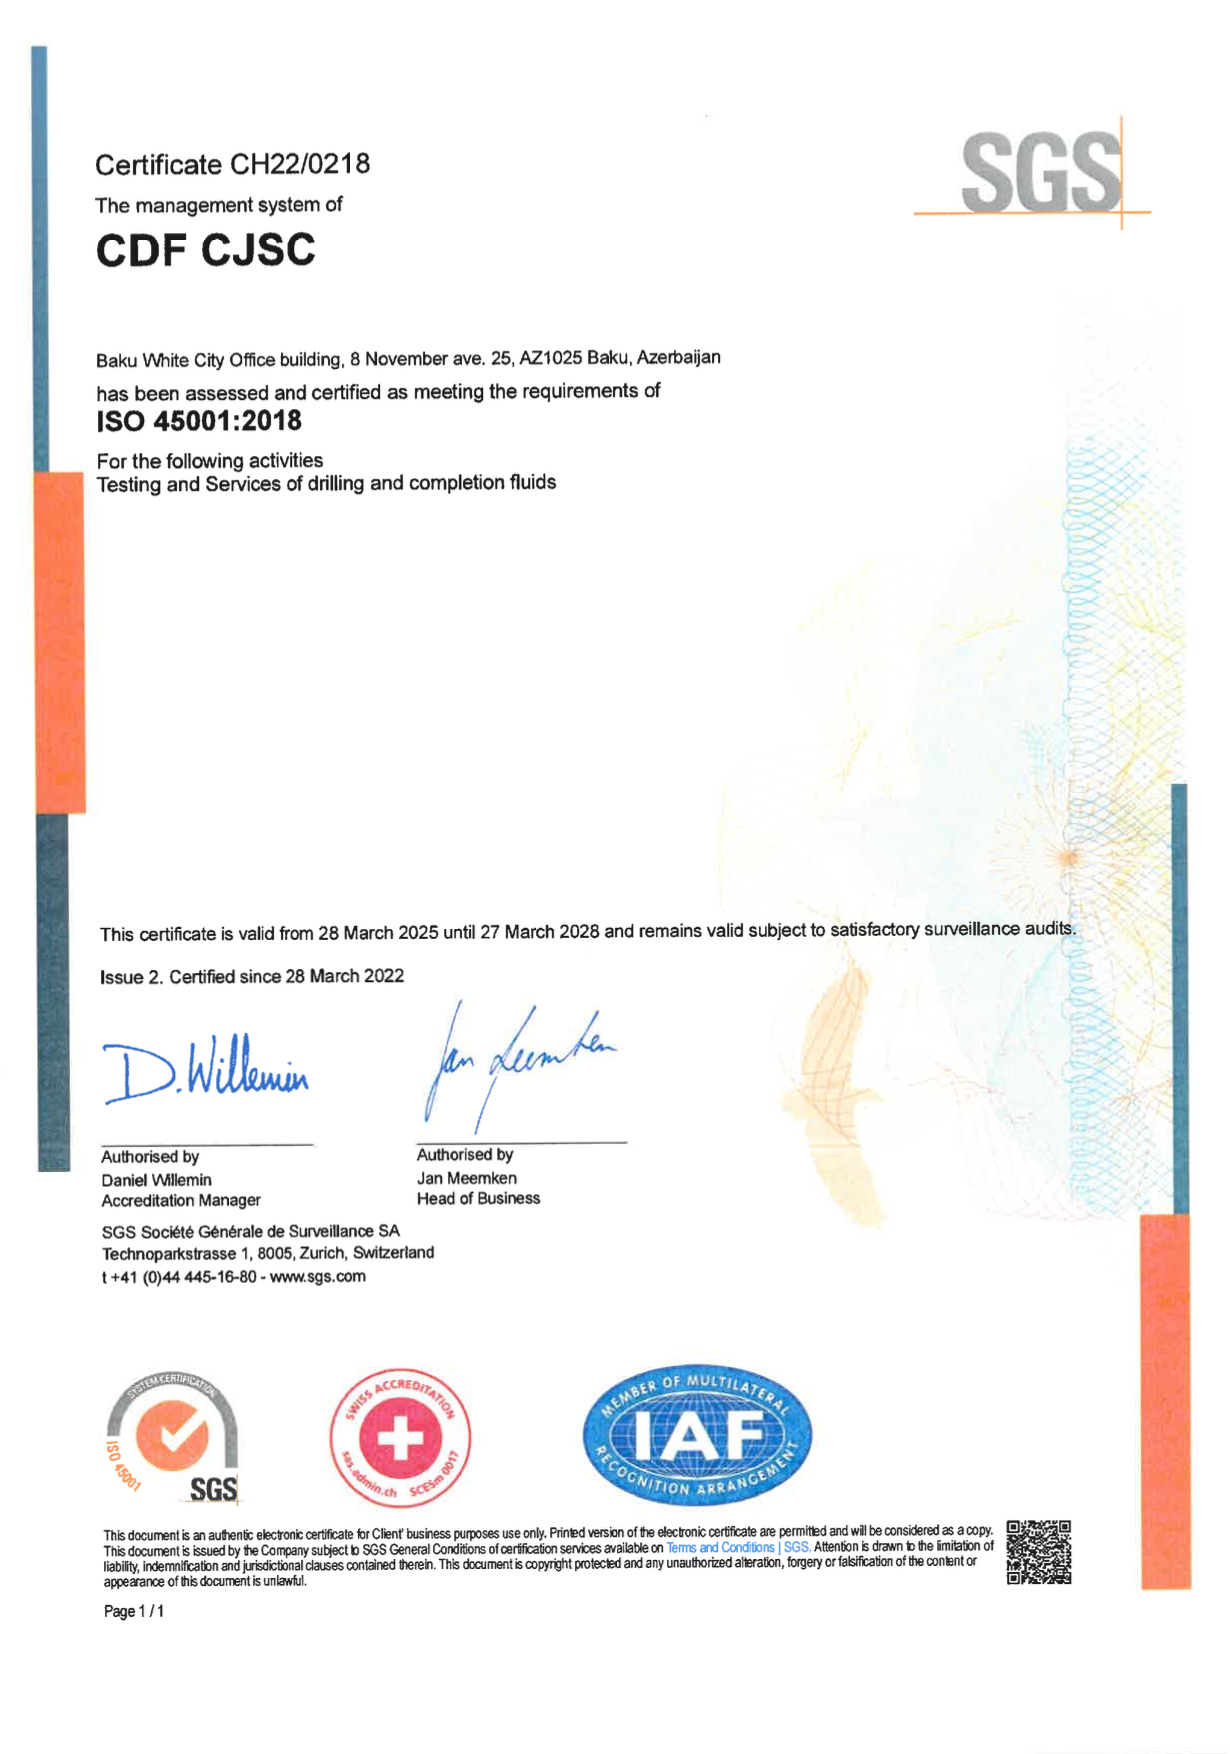 SGS
Certificate CH22/0218
The management system of
CDF CJSC
Baku White City Office building, 8 November ave. 25, AZ1025 Baku, Azerbaijan
has been assessed and certified as meeting the requirements of
ISO 45001:2018
For the following activities
Testing and Services of drilling and completion fluids
This certificate is valid from 28 March 2025 until 27 March 2028 and remains valid subject to satisfactory surveillance audits.
Issue 2. Certified since 28 March 2022
D. Willemin
Jan Meemken
Authorised by
Daniel Willemin
Accreditation Manager
Authorised by
Jan Meemken
Head of Business
SGS Société Générale de Surveillance SA
Technoparkstrasse 1, 8005, Zurich, Switzerland
t +41 (0)44 445-16-80 - www.sgs.com
SYSTEM CERTIFICATION
ISO 45001
SGS
SWISS ACCREDITATION
sas.admin.ch SCESm 0017
MEMBER OF MULTILATERAL
IAF
RECOGNITION ARRANGEMENT
This document is an authentic electronic certificate for Client' business purposes use only. Printed version of the electronic certificate are permitted and will be considered as a copy.
This document is issued by the Company subject to SGS General Conditions of certification services available on Terms and Conditions | SGS. Attention is drawn to the limitation of
liability, indemnification and jurisdictional clauses contained therein. This document is copyright protected and any unauthorized alteration, forgery or falsification of the content or
appearance of this document is unlawful.
Page 1 / 1